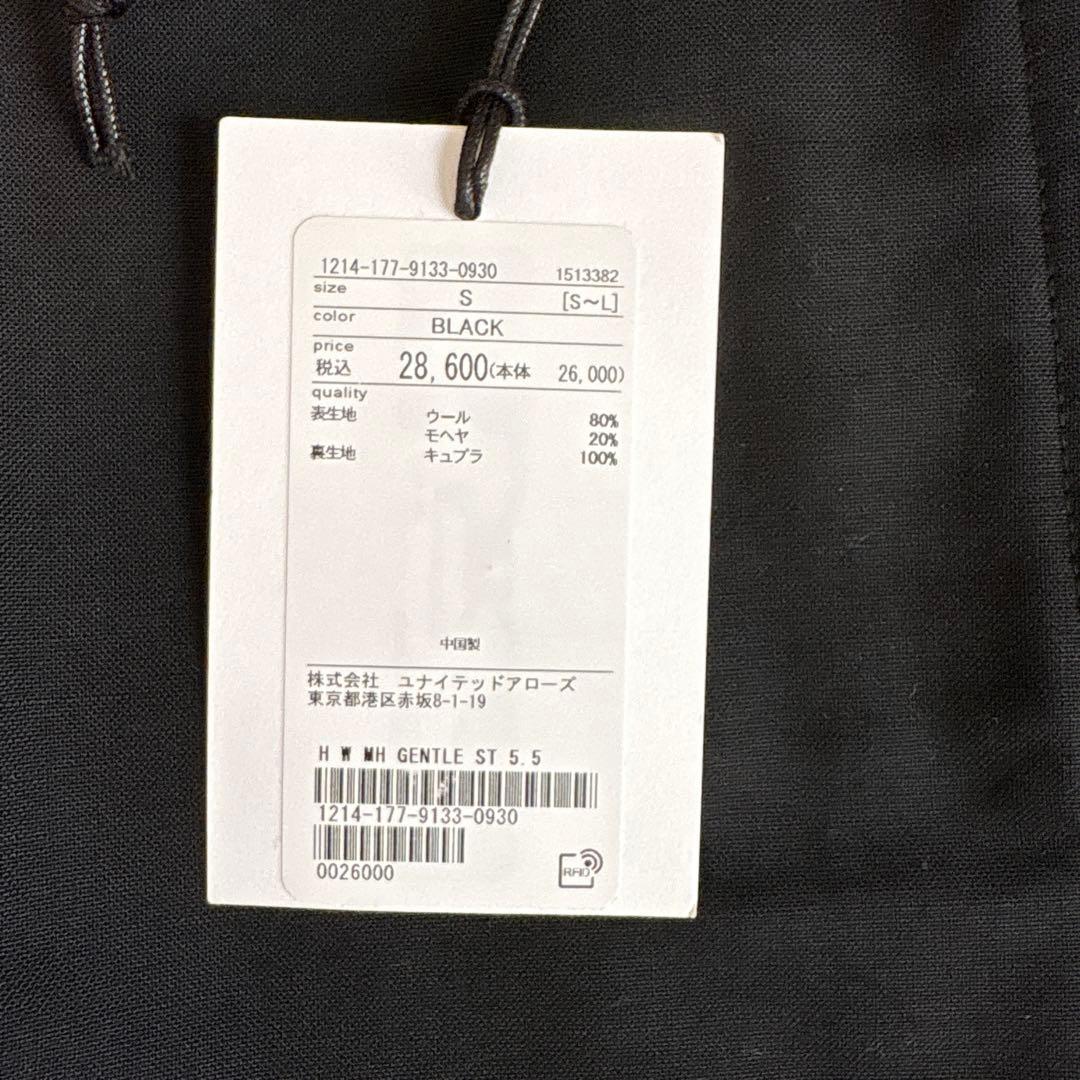 1214-177-9133-0930 1513382
size
S [S~L]
color
BLACK
price
税込 28,600(本体 26,000)
quality
表生地 ウール 80%
モヘヤ 20%
裏生地 キュプラ 100%
中国製
株式会社 ユナイテッドアローズ
東京都港区赤坂8-1-19
H W MH GENTLE ST 5.5
1214-177-9133-0930
0026000
RFID